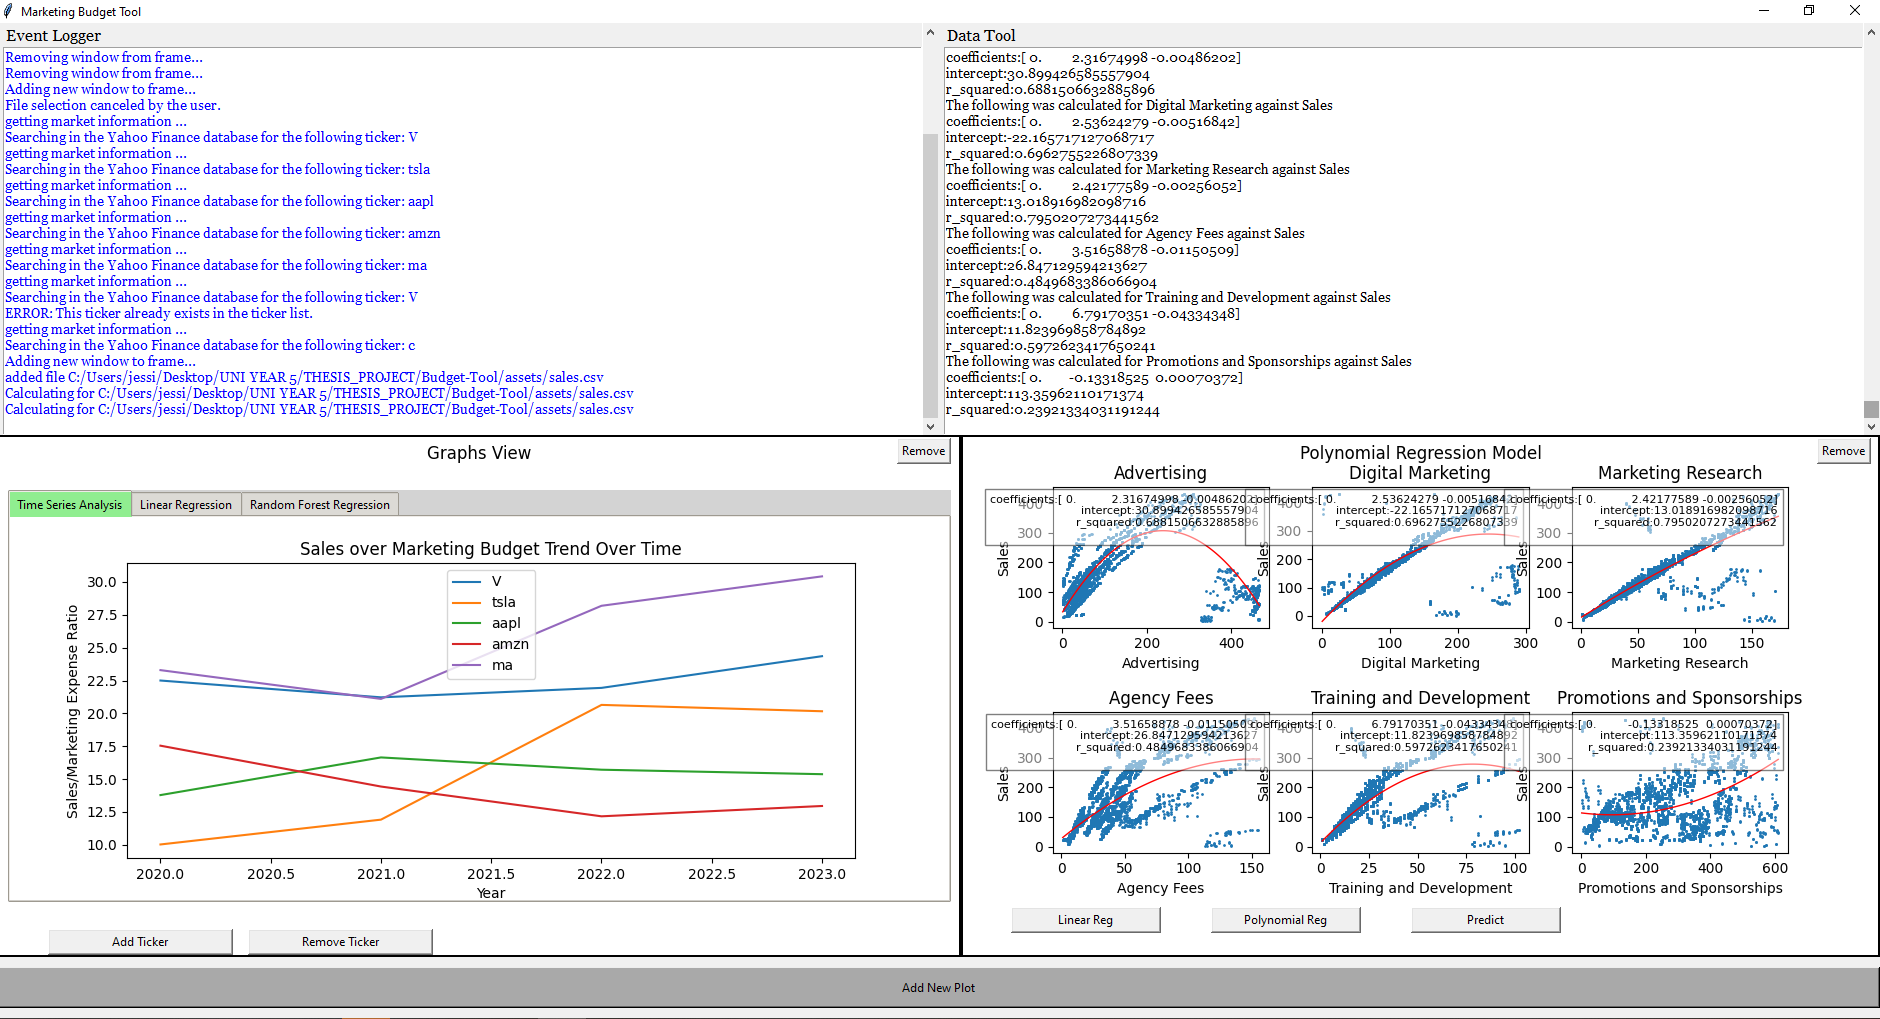 Marketing Budget Tool
Event Logger
Removing window from frame...
Removing window from frame...
Adding new window to frame...
File selection canceled by the user.
getting market information ...
Searching in the Yahoo Finance database for the following ticker: V
getting market information ...
Searching in the Yahoo Finance database for the following ticker: tsla
getting market information ...
Searching in the Yahoo Finance database for the following ticker: aapl
getting market information ...
Searching in the Yahoo Finance database for the following ticker: amzn
getting market information ...
Searching in the Yahoo Finance database for the following ticker: ma
getting market information ...
Searching in the Yahoo Finance database for the following ticker: V
ERROR: This ticker already exists in the ticker list.
getting market information ...
Searching in the Yahoo Finance database for the following ticker: c
Adding new window to frame...
added file C:/Users/jessi/Desktop/UNI YEAR 5/THESIS_PROJECT/Budget-Tool/assets/sales.csv
Calculating for C:/Users/jessi/Desktop/UNI YEAR 5/THESIS_PROJECT/Budget-Tool/assets/sales.csv
Calculating for C:/Users/jessi/Desktop/UNI YEAR 5/THESIS_PROJECT/Budget-Tool/assets/sales.csv
Data Tool
coefficients:[ 0. 2.31674998 -0.00486202]
intercept:30.899426585557904
r_squared:0.6881506632885896
The following was calculated for Digital Marketing against Sales
coefficients:[ 0. 2.53624279 -0.00516842]
intercept:-22.165717127068717
r_squared:0.6962755226807339
The following was calculated for Marketing Research against Sales
coefficients:[ 0. 2.42177589 -0.00256052]
intercept:13.018916982098716
r_squared:0.7950207273441562
The following was calculated for Agency Fees against Sales
coefficients:[ 0. 3.51658878 -0.01150509]
intercept:26.847129594213627
r_squared:0.4849683386066904
The following was calculated for Training and Development against Sales
coefficients:[ 0. 6.79170351 -0.04334348]
intercept:11.823969858784892
r_squared:0.5972623417650241
The following was calculated for Promotions and Sponsorships against Sales
coefficients:[ 0. -0.13318525 0.00070372]
intercept:113.35962110171374
r_squared:0.23921334031191244
Graphs View
Remove
Time Series Analysis
Linear Regression
Random Forest Regression
Sales over Marketing Budget Trend Over Time
V
tsla
aapl
amzn
ma
Sales/Marketing Expense Ratio
30.0
27.5
25.0
22.5
20.0
17.5
15.0
12.5
10.0
2020.0 2020.5 2021.0 2021.5 2022.0 2022.5 2023.0
Year
Add Ticker
Remove Ticker
Polynomial Regression Model
Remove
Advertising
coefficients:[ 0. 2.31674998 -0.00486202]
intercept:30.899426585557904
r_squared:0.6881506632885896
Sales
400
300
200
100
0
0 200 400
Advertising
Digital Marketing
coefficients:[ 0. 2.53624279 -0.00516842]
intercept:-22.165717127068717
r_squared:0.6962755226807339
Sales
400
300
200
100
0
0 100 200 300
Digital Marketing
Marketing Research
coefficients:[ 0. 2.42177589 -0.00256052]
intercept:13.018916982098716
r_squared:0.7950207273441562
Sales
400
300
200
100
0
0 50 100 150
Marketing Research
Agency Fees
coefficients:[ 0. 3.51658878 -0.0115050
intercept:26.847129594213627
r_squared:0.4849683386066904
Sales
400
300
200
100
0
0 50 100 150
Agency Fees
Training and Development
coefficients:[ 0. 6.79170351 -0.04334348
intercept:11.823969858784892
r_squared:0.5972623417650241
Sales
400
300
200
100
0
0 25 50 75 100
Training and Development
Promotions and Sponsorships
coefficients:[ 0. -0.13318525 0.00070372]
intercept:113.35962110171374
r_squared:0.23921334031191244
Sales
400
300
200
100
0
0 200 400 600
Promotions and Sponsorships
Linear Reg
Polynomial Reg
Predict
Add New Plot